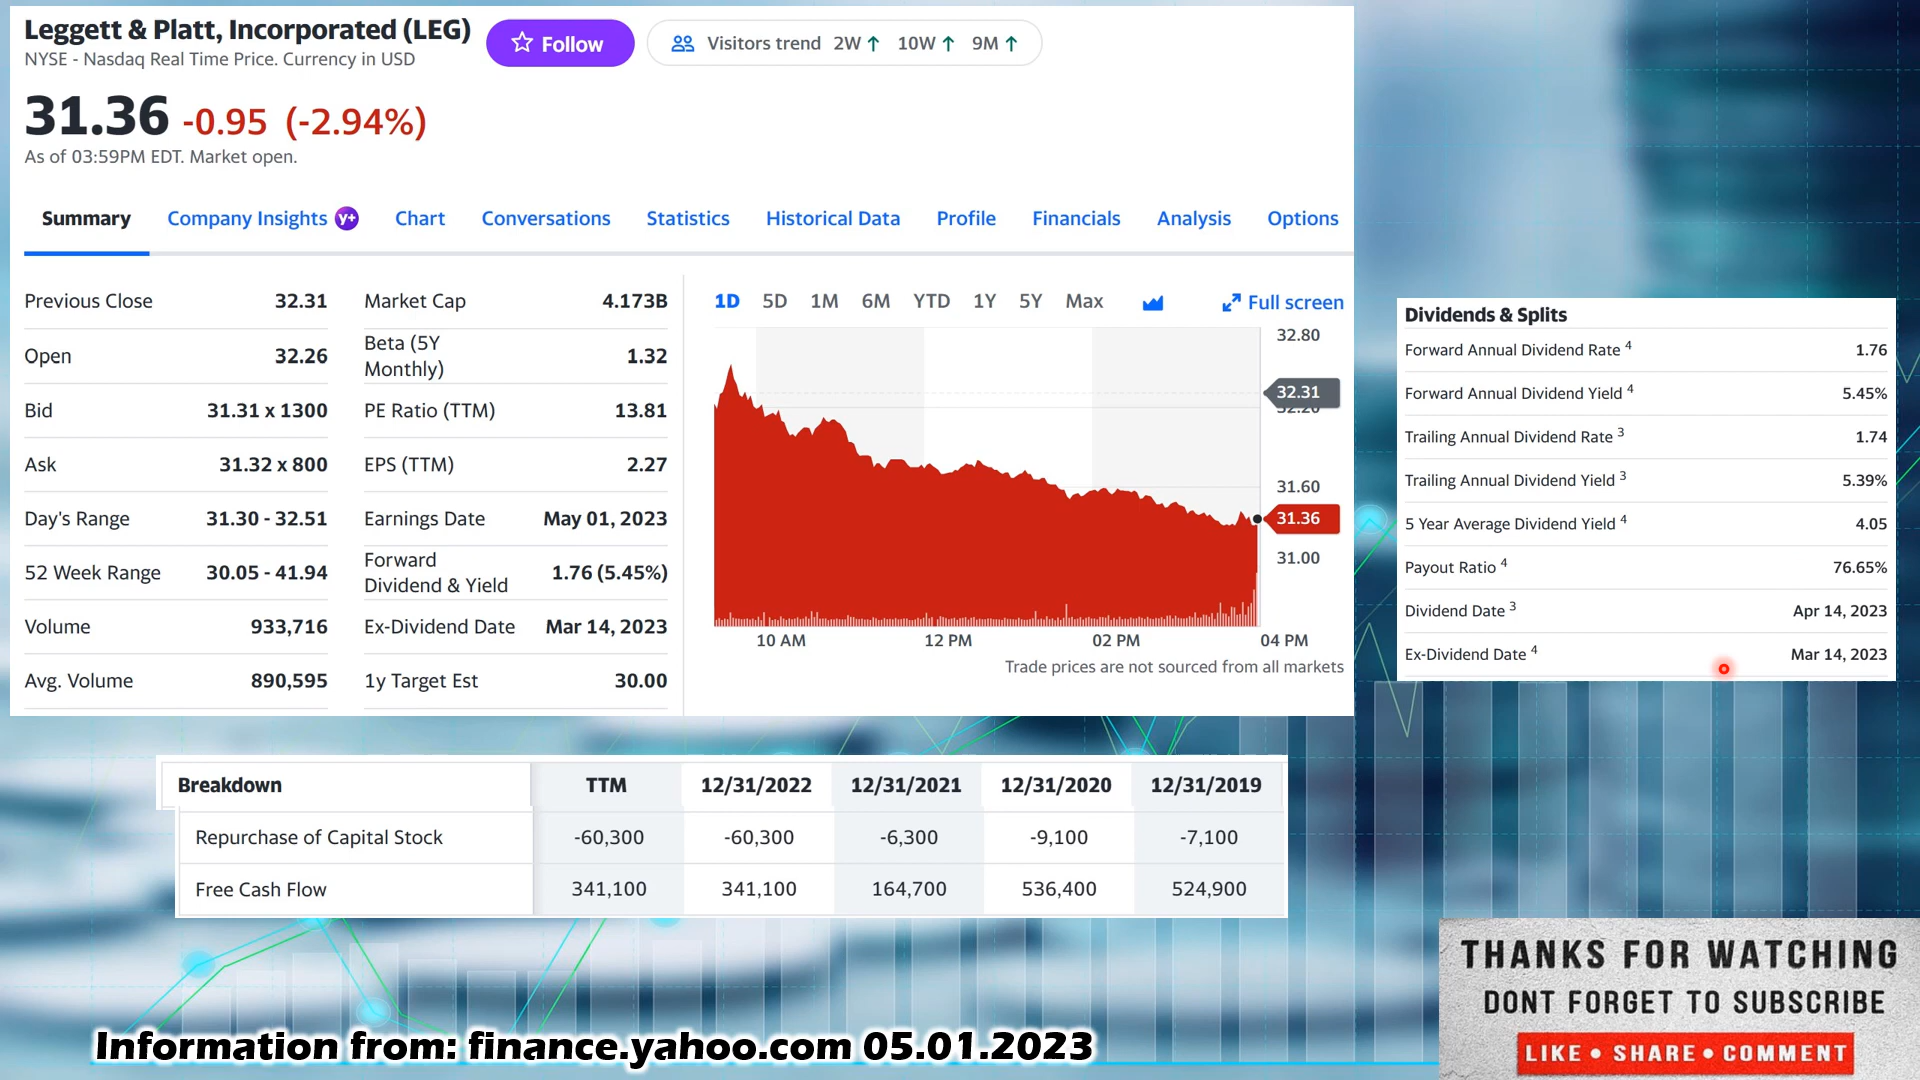 Leggett & Platt, Incorporated (LEG)
Follow
Visitors trend 2W 10W 9M
NYSE - Nasdaq Real Time Price. Currency in USD
31.36 -0.95 (-2.94%)
As of 03:59PM EDT. Market open.
Summary Company Insights y+ Chart Conversations Statistics Historical Data Profile Financials Analysis Options
Previous Close 32.31
Open 32.26
Bid 31.31 x 1300
Ask 31.32 x 800
Day's Range 31.30 - 32.51
52 Week Range 30.05 - 41.94
Volume 933,716
Avg. Volume 890,595
Market Cap 4.173B
Beta (5Y
Monthly) 1.32
PE Ratio (TTM) 13.81
EPS (TTM) 2.27
Earnings Date May 01, 2023
Forward
Dividend & Yield 1.76 (5.45%)
Ex-Dividend Date Mar 14, 2023
1y Target Est 30.00
1D 5D 1M 6M YTD 1Y 5Y Max Full screen
32.80
32.31
32.20
31.60
31.36
31.00
10 AM 12 PM 02 PM 04 PM
Trade prices are not sourced from all markets
Dividends & Splits
Forward Annual Dividend Rate 4 1.76
Forward Annual Dividend Yield 4 5.45%
Trailing Annual Dividend Rate 3 1.74
Trailing Annual Dividend Yield 3 5.39%
5 Year Average Dividend Yield 4 4.05
Payout Ratio 4 76.65%
Dividend Date 3 Apr 14, 2023
Ex-Dividend Date 4 Mar 14, 2023
Breakdown TTM 12/31/2022 12/31/2021 12/31/2020 12/31/2019
Repurchase of Capital Stock -60,300 -60,300 -6,300 -9,100 -7,100
Free Cash Flow 341,100 341,100 164,700 536,400 524,900
THANKS FOR WATCHING
DONT FORGET TO SUBSCRIBE
LIKE • SHARE • COMMENT
Information from: finance.yahoo.com 05.01.2023